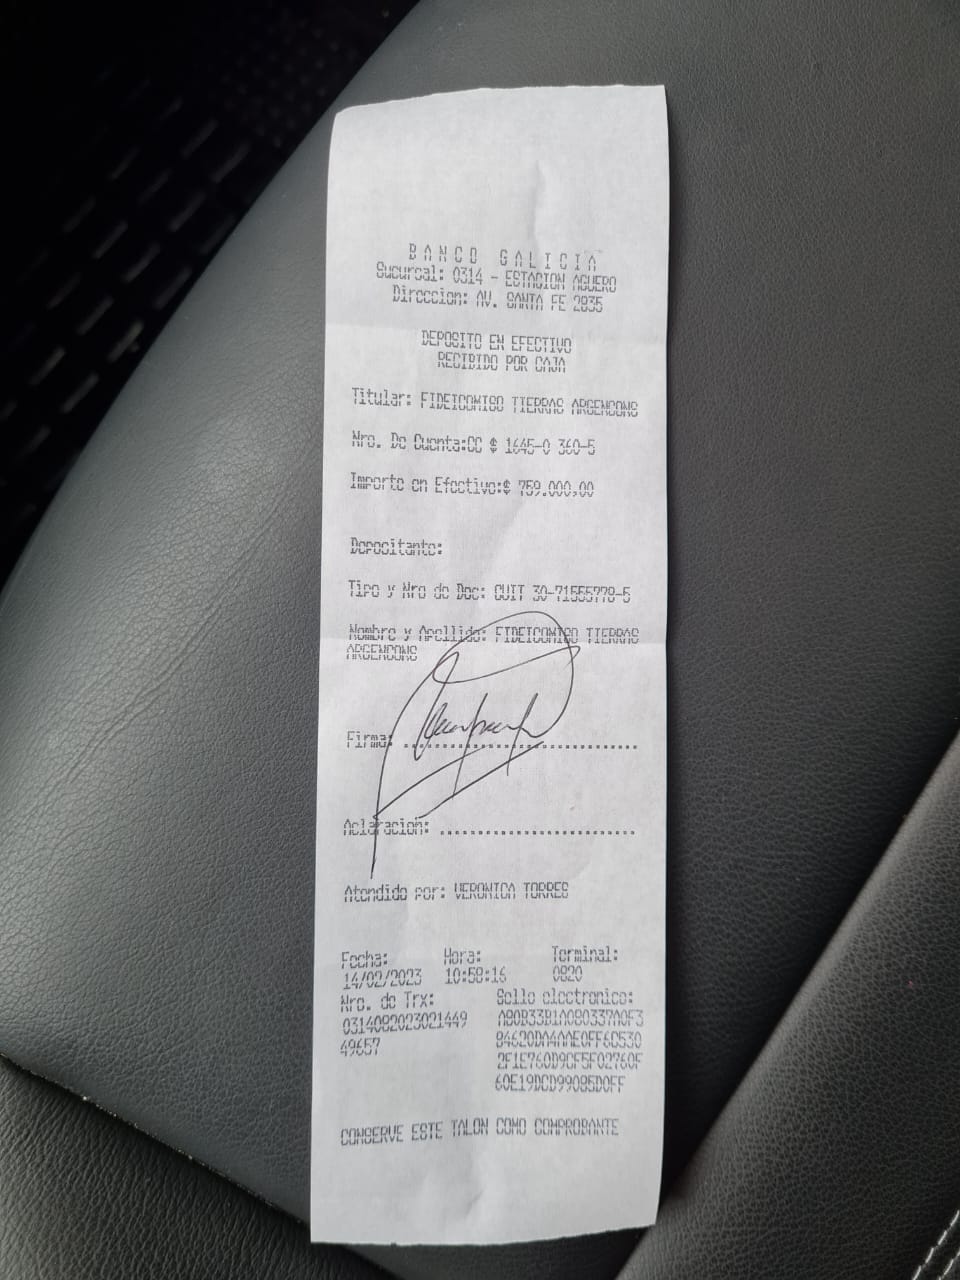 BANCO GALICIA
Sucursal: 0314 - ESTACION AGUERO
Direccion: AV. SANTA FE 2835
DEPOSITO EN EFECTIVO
RECIBIDO POR CAJA
Titular: FIDEICOMISO TIERRAS ARGENCONS
Nro. De Cuenta:CC $ 1645-0 360-5
Importe en Efectivo:$ 759.000,00
Depositante:
Tipo y Nro de Doc: CUIT 30-71555778-5
Nombre y Apellido: FIDEICOMISO TIERRAS
ARGENCONS
Firma:
Aclaracion:
Atendido por: VERONICA TORRES
Fecha: Hora: Terminal:
14/02/2023 10:58:16 0820
Nro. de Trx: Sello electronico:
0314082023021449
49657
CONSERVE ESTE TALON COMO COMPROBANTE